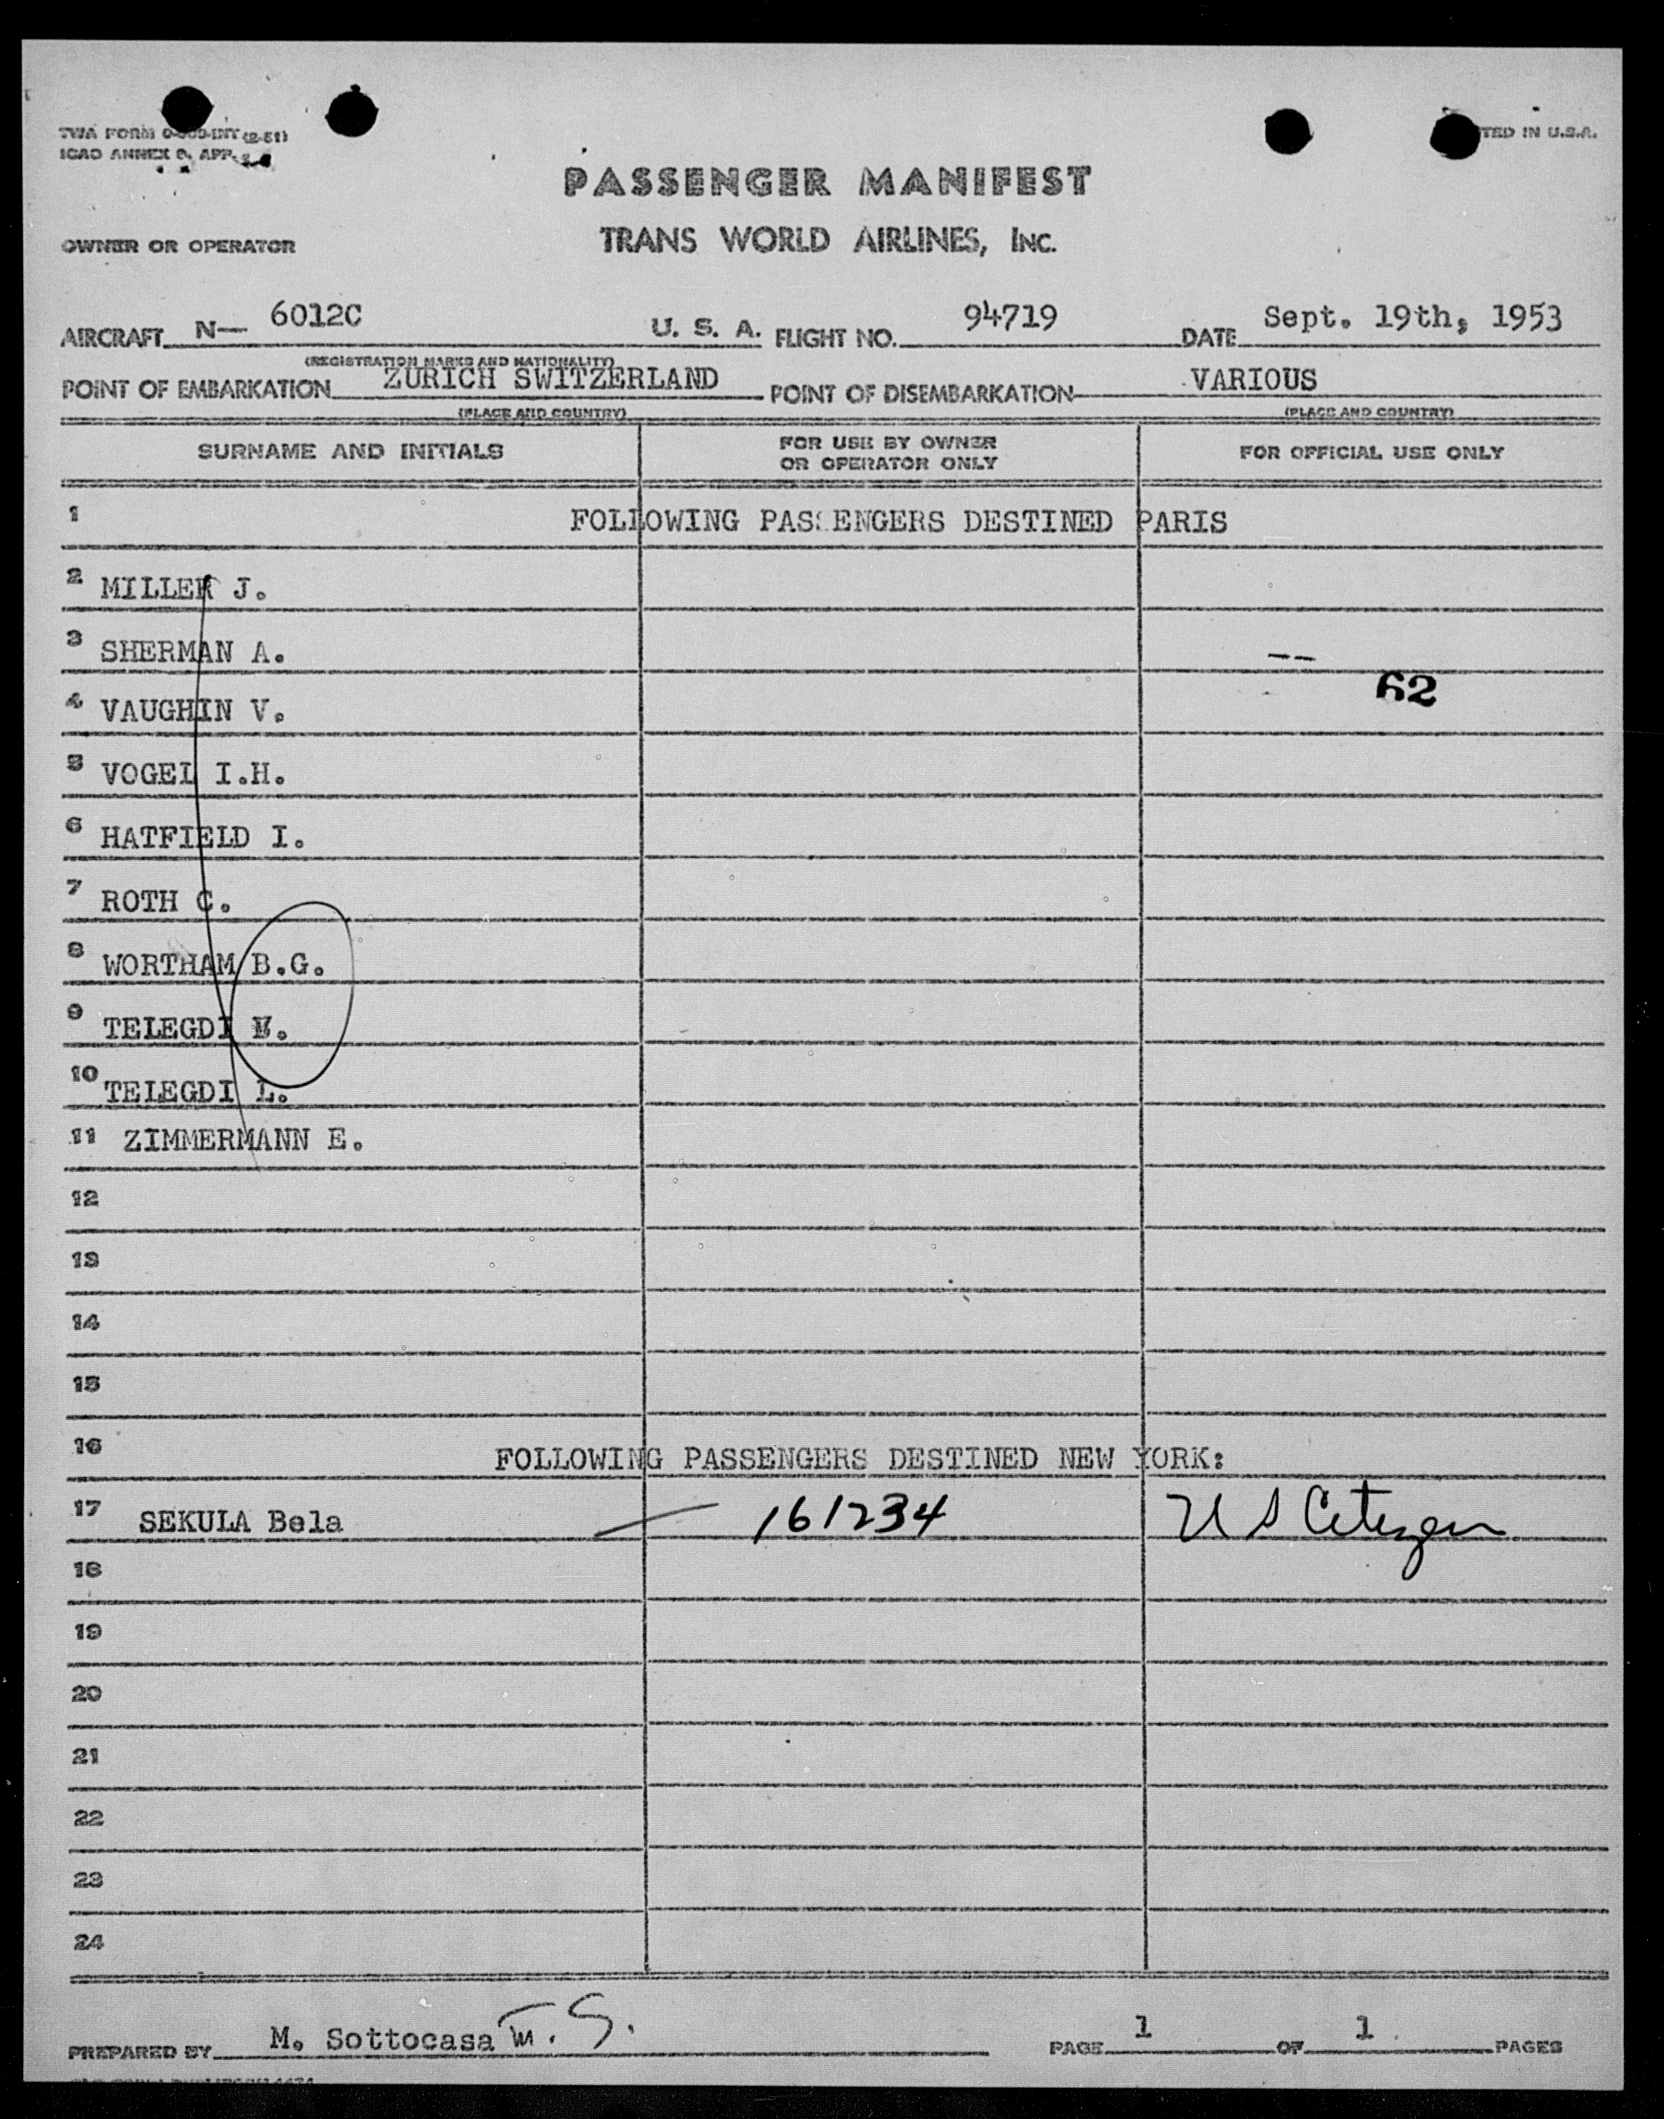 TWA FORM (2-51) PRINTED IN U.S.A.
ICAO ANNEX 9, APP.
PASSENGER MANIFEST
OWNER OR OPERATOR TRANS WORLD AIRLINES, INC.
AIRCRAFT N— 6012C U. S. A. FLIGHT NO. 94719 DATE Sept. 19th, 1953
(REGISTRATION MARKS AND NATIONALITY)
POINT OF EMBARKATION ZURICH SWITZERLAND POINT OF DISEMBARKATION VARIOUS
(PLACE AND COUNTRY) (PLACE AND COUNTRY)
SURNAME AND INITIALS FOR USE BY OWNER OR OPERATOR ONLY FOR OFFICIAL USE ONLY
1 FOLLOWING PASSENGERS DESTINED PARIS
2 MILLER J.
3 SHERMAN A. --
62
4 VAUGHIN V.
5 VOGEL I.H.
6 HATFIELD I.
7 ROTH C.
8 WORTHAM B.G.
9 TELEGDI
10 TELEGDI L.
11 ZIMMERMANN E.
12
13
14
15
16 FOLLOWING PASSENGERS DESTINED NEW YORK:
17 SEKULA Bela — 161234 U S Citizen
18
19
20
21
22
23
24
PREPARED BY M. Sottocasa M. S. PAGE 1 OF 1 PAGES